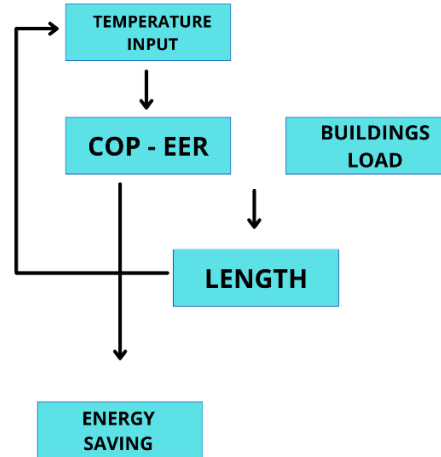 TEMPERATURE
INPUT
COP - EER
BUILDINGS
LOAD
LENGTH
ENERGY
SAVING